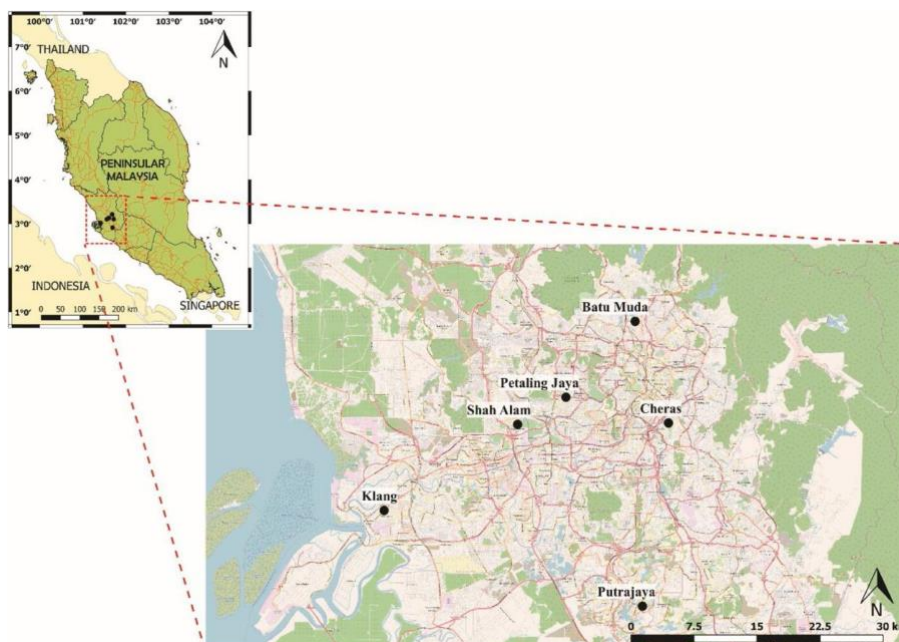 100°0' 101°0' 102°0' 103°0' 104°0'
7°0'
THAILAND
N
6°0'
5°0'
4°0'
PENINSULAR
MALAYSIA
3°0'
2°0'
INDONESIA
SINGAPORE
0 50 100 150 200 km
1°0'
Batu Muda
Petaling Jaya
Shah Alam
Cheras
Klang
Putrajaya
N
0 7.5 15 22.5 30 k